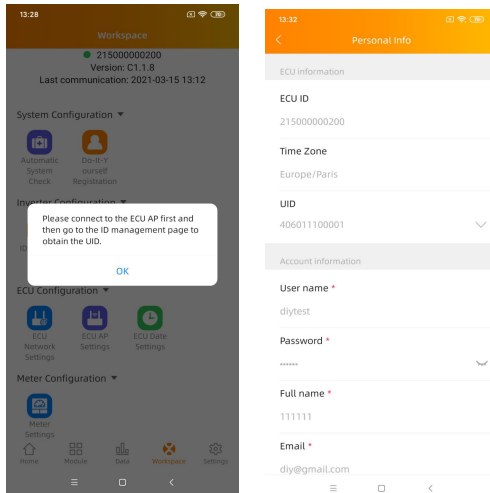 13:28
Workspace
215000000200
Version: C1.1.8
Last communication: 2021-03-15 13:12
System Configuration
Automatic
System
Check
Do-It-Y
ourself
Registration
Inverter Configuration
Please connect to the ECU AP first and
then go to the ID management page to
obtain the UID.
OK
ID
ECU Configuration
ECU
Network
Settings
ECU AP
Settings
ECU Date
Settings
Meter Configuration
Meter
Settings
Home
Module
Data
Workspace
Settings
13:32
Personal Info
ECU information
ECU ID
215000000200
Time Zone
Europe/Paris
UID
406011100001
Account information
User name *
diytest
Password *
••••••
Full name *
111111
Email *
diy@gmail.com